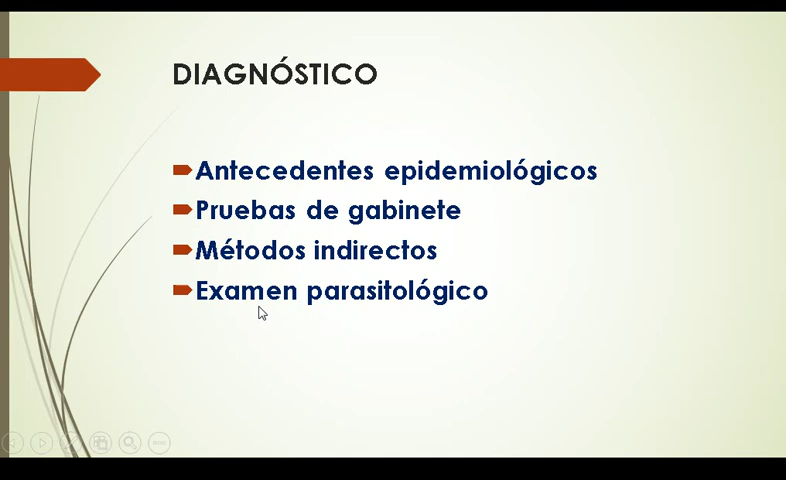 DIAGNÓSTICO
Antecedentes epidemiológicos
Pruebas de gabinete
Métodos indirectos
Examen parasitológico